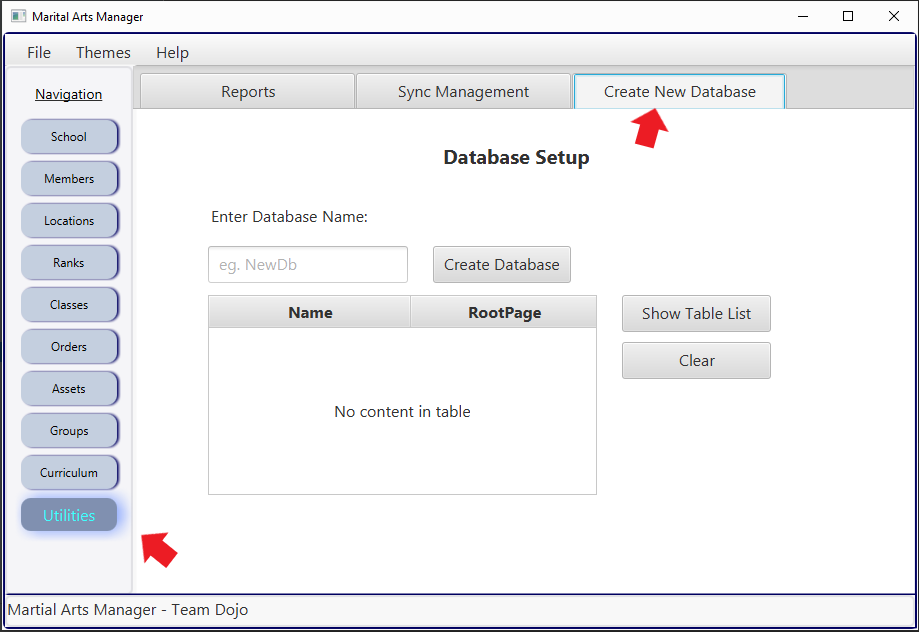 Marital Arts Manager
File Themes Help
Navigation
School
Members
Locations
Ranks
Classes
Orders
Assets
Groups
Curriculum
Utilities
Reports Sync Management Create New Database
Database Setup
Enter Database Name:
eg. NewDb Create Database
Name RootPage
No content in table
Show Table List
Clear
Martial Arts Manager - Team Dojo